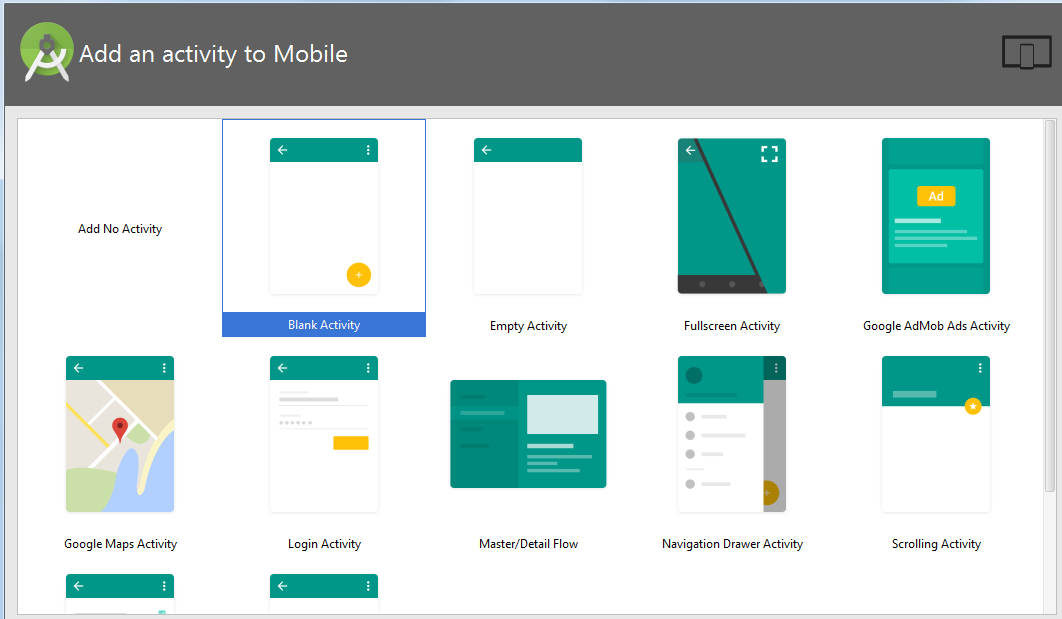 Add an activity to Mobile
Add No Activity
Blank Activity
Empty Activity
Fullscreen Activity
Ad
Google AdMob Ads Activity
Google Maps Activity
Login Activity
Master/Detail Flow
Navigation Drawer Activity
Scrolling Activity